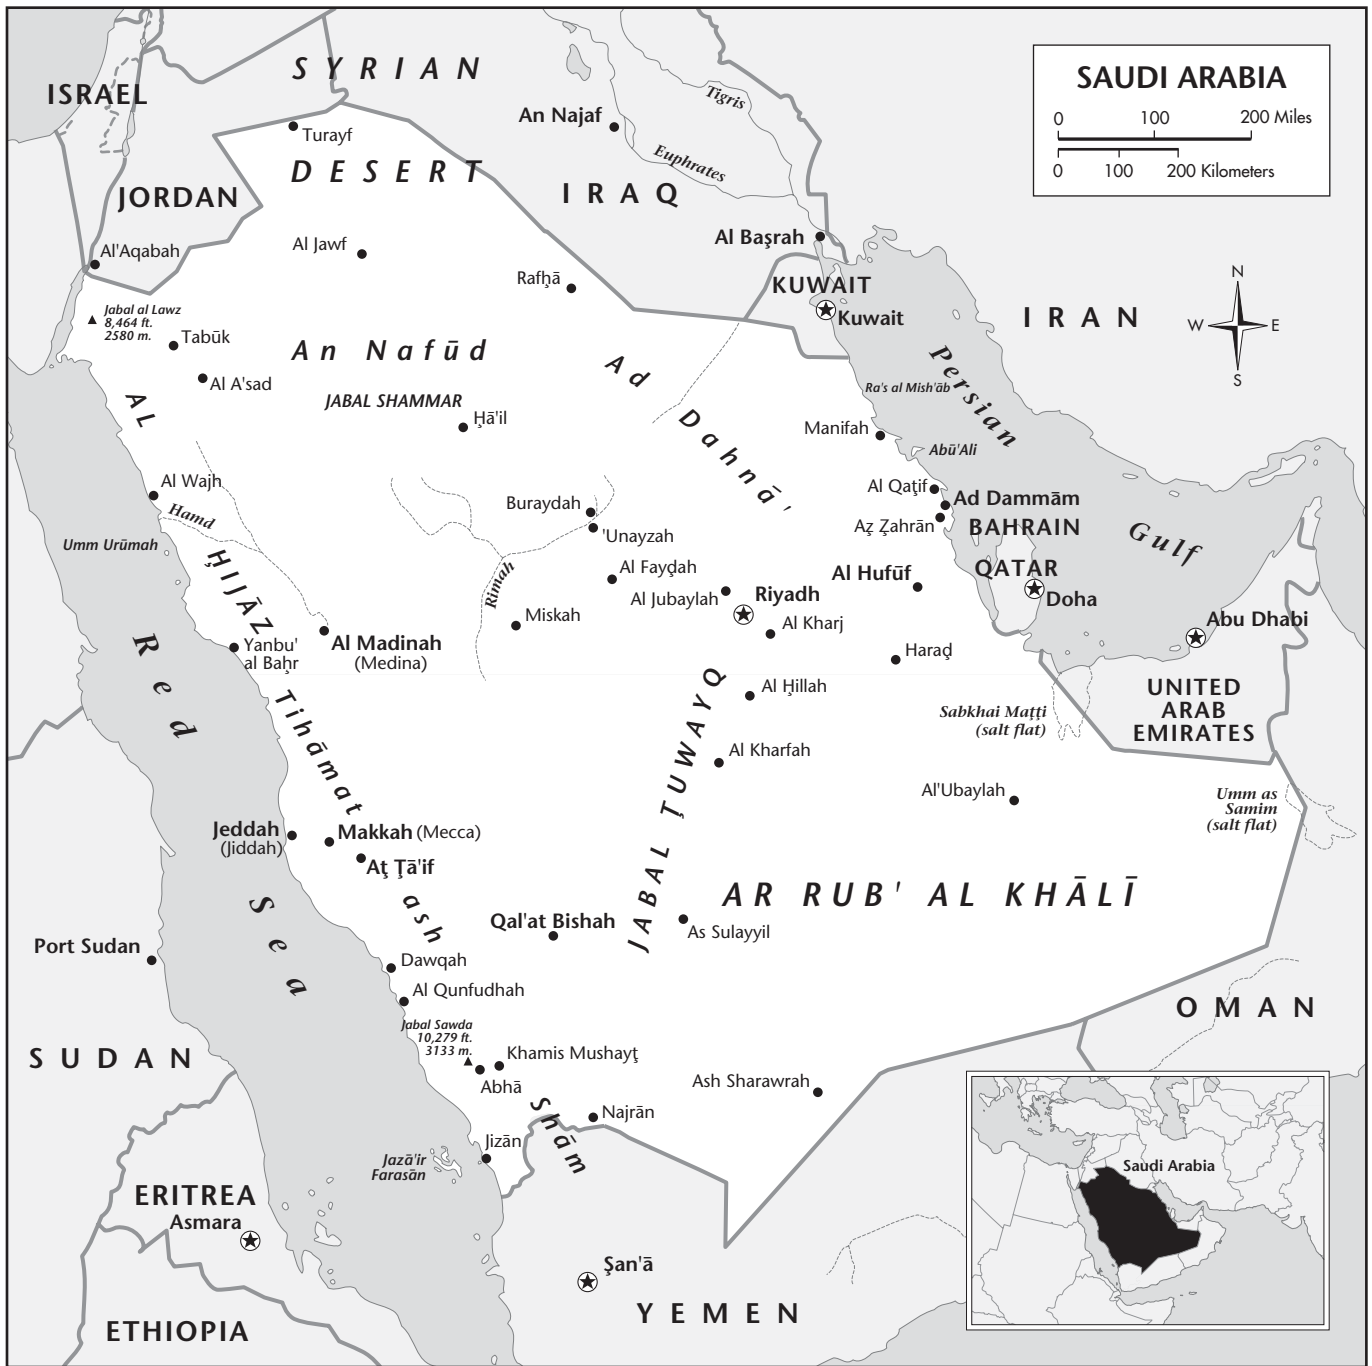 SAUDI ARABIA
0 100 200 Miles
0 100 200 Kilometers
SYRIAN
DESERT
ISRAEL
JORDAN
IRAQ
IRAN
Tigris
Euphrates
An Najaf
Turayf
Al'Aqabah
Al Jawf
Al Başrah
Rafḩā
KUWAIT
Kuwait
N
W E
S
Jabal al Lawz
8,464 ft.
2580 m.
Tabūk
Al A'sad
An Nafūd
JABAL SHAMMAR
Ḩā'il
Ad Dahnā'
Persian Gulf
Ra's al Mish'āb
Manifah
Abū'Ali
Al Qaţif
Ad Dammām
Aȥ Ȥahrān
BAHRAIN
QATAR
Doha
Abu Dhabi
UNITED
ARAB
EMIRATES
AL ḨIJĀZ
Al Wajh
Hamd
Umm Urūmah
Buraydah
'Unayzah
Al Fayḑah
Rimah
Miskah
Al Jubaylah
Riyadh
Al Kharj
Al Hufūf
Haraḑ
Yanbu'
al Baḩr
Al Madinah
(Medina)
Al Ḩillah
Al Kharfah
JABAL ŢUWAYQ
Sabkhai Maţţi
(salt flat)
Al'Ubaylah
Umm as
Samim
(salt flat)
Red Sea
Tihāmat ash Shām
Jeddah
(Jiddah)
Makkah (Mecca)
Aţ Ţā'if
AR RUB' AL KHĀLĪ
Qal'at Bishah
As Sulayyil
Port Sudan
Dawqah
Al Qunfudhah
Jabal Sawda
10,279 ft.
3133 m.
Khamis Mushayţ
Abhā
Ash Sharawrah
Najrān
Jizān
Jazā'ir
Farasān
OMAN
SUDAN
ERITREA
Asmara
ETHIOPIA
Şan'ā
YEMEN
Saudi Arabia